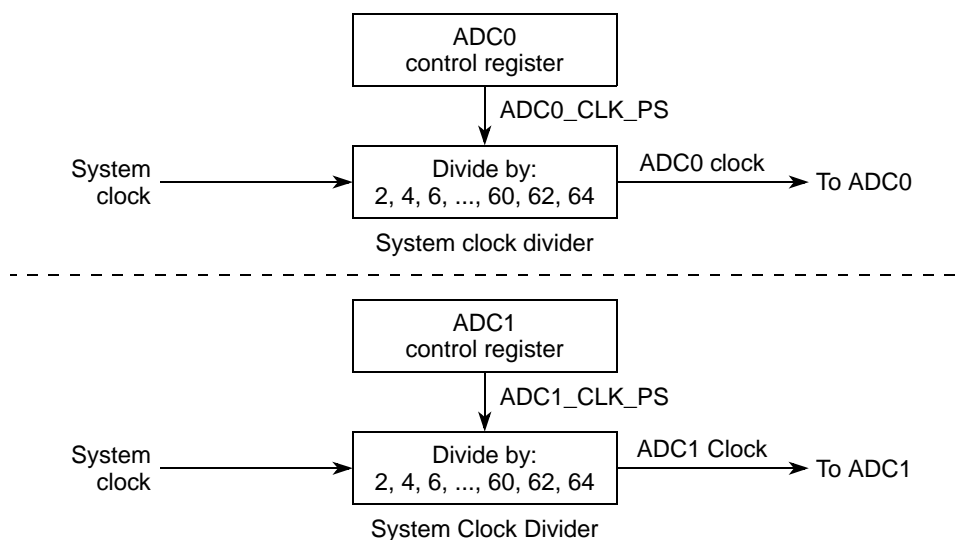 ADC0
control register
ADC0_CLK_PS
System
clock
Divide by:
2, 4, 6, ..., 60, 62, 64
ADC0 clock
To ADC0
System clock divider
ADC1
control register
ADC1_CLK_PS
System
clock
Divide by:
2, 4, 6, ..., 60, 62, 64
ADC1 Clock
To ADC1
System Clock Divider